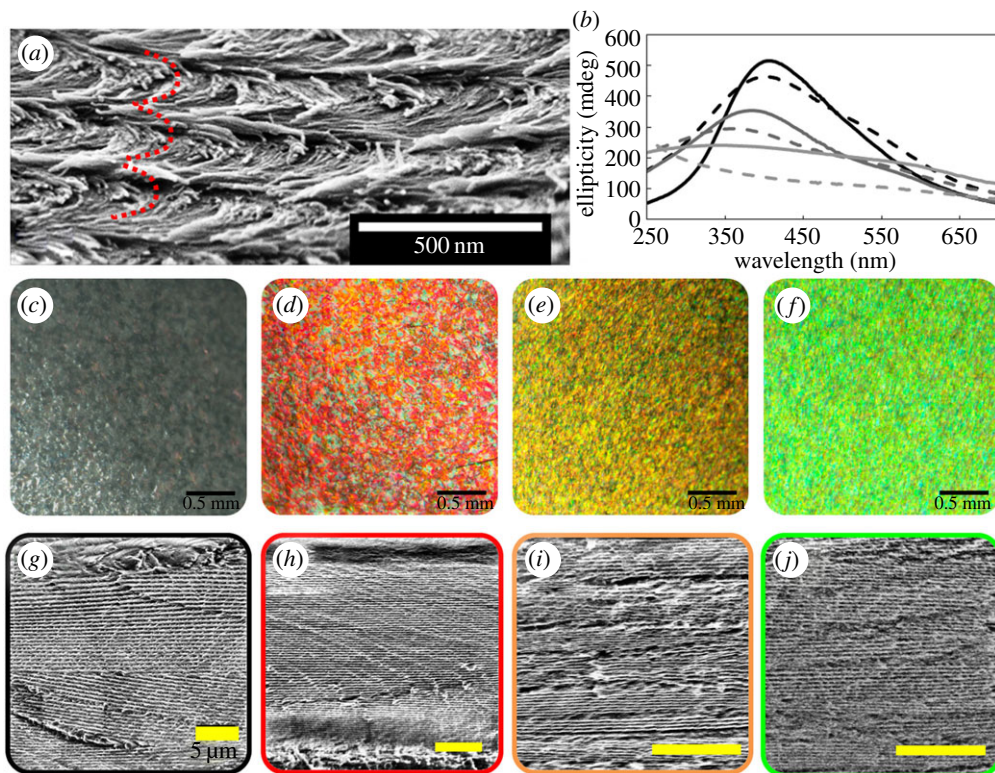 (a)
500 nm
(b)
600
500
400
300
200
100
0
ellipticity (mdeg)
250 350 450 550 650
wavelength (nm)
(c) (d) (e) (f)
0.5 mm 0.5 mm 0.5 mm 0.5 mm
(g) (h) (i) (j)
5 μm